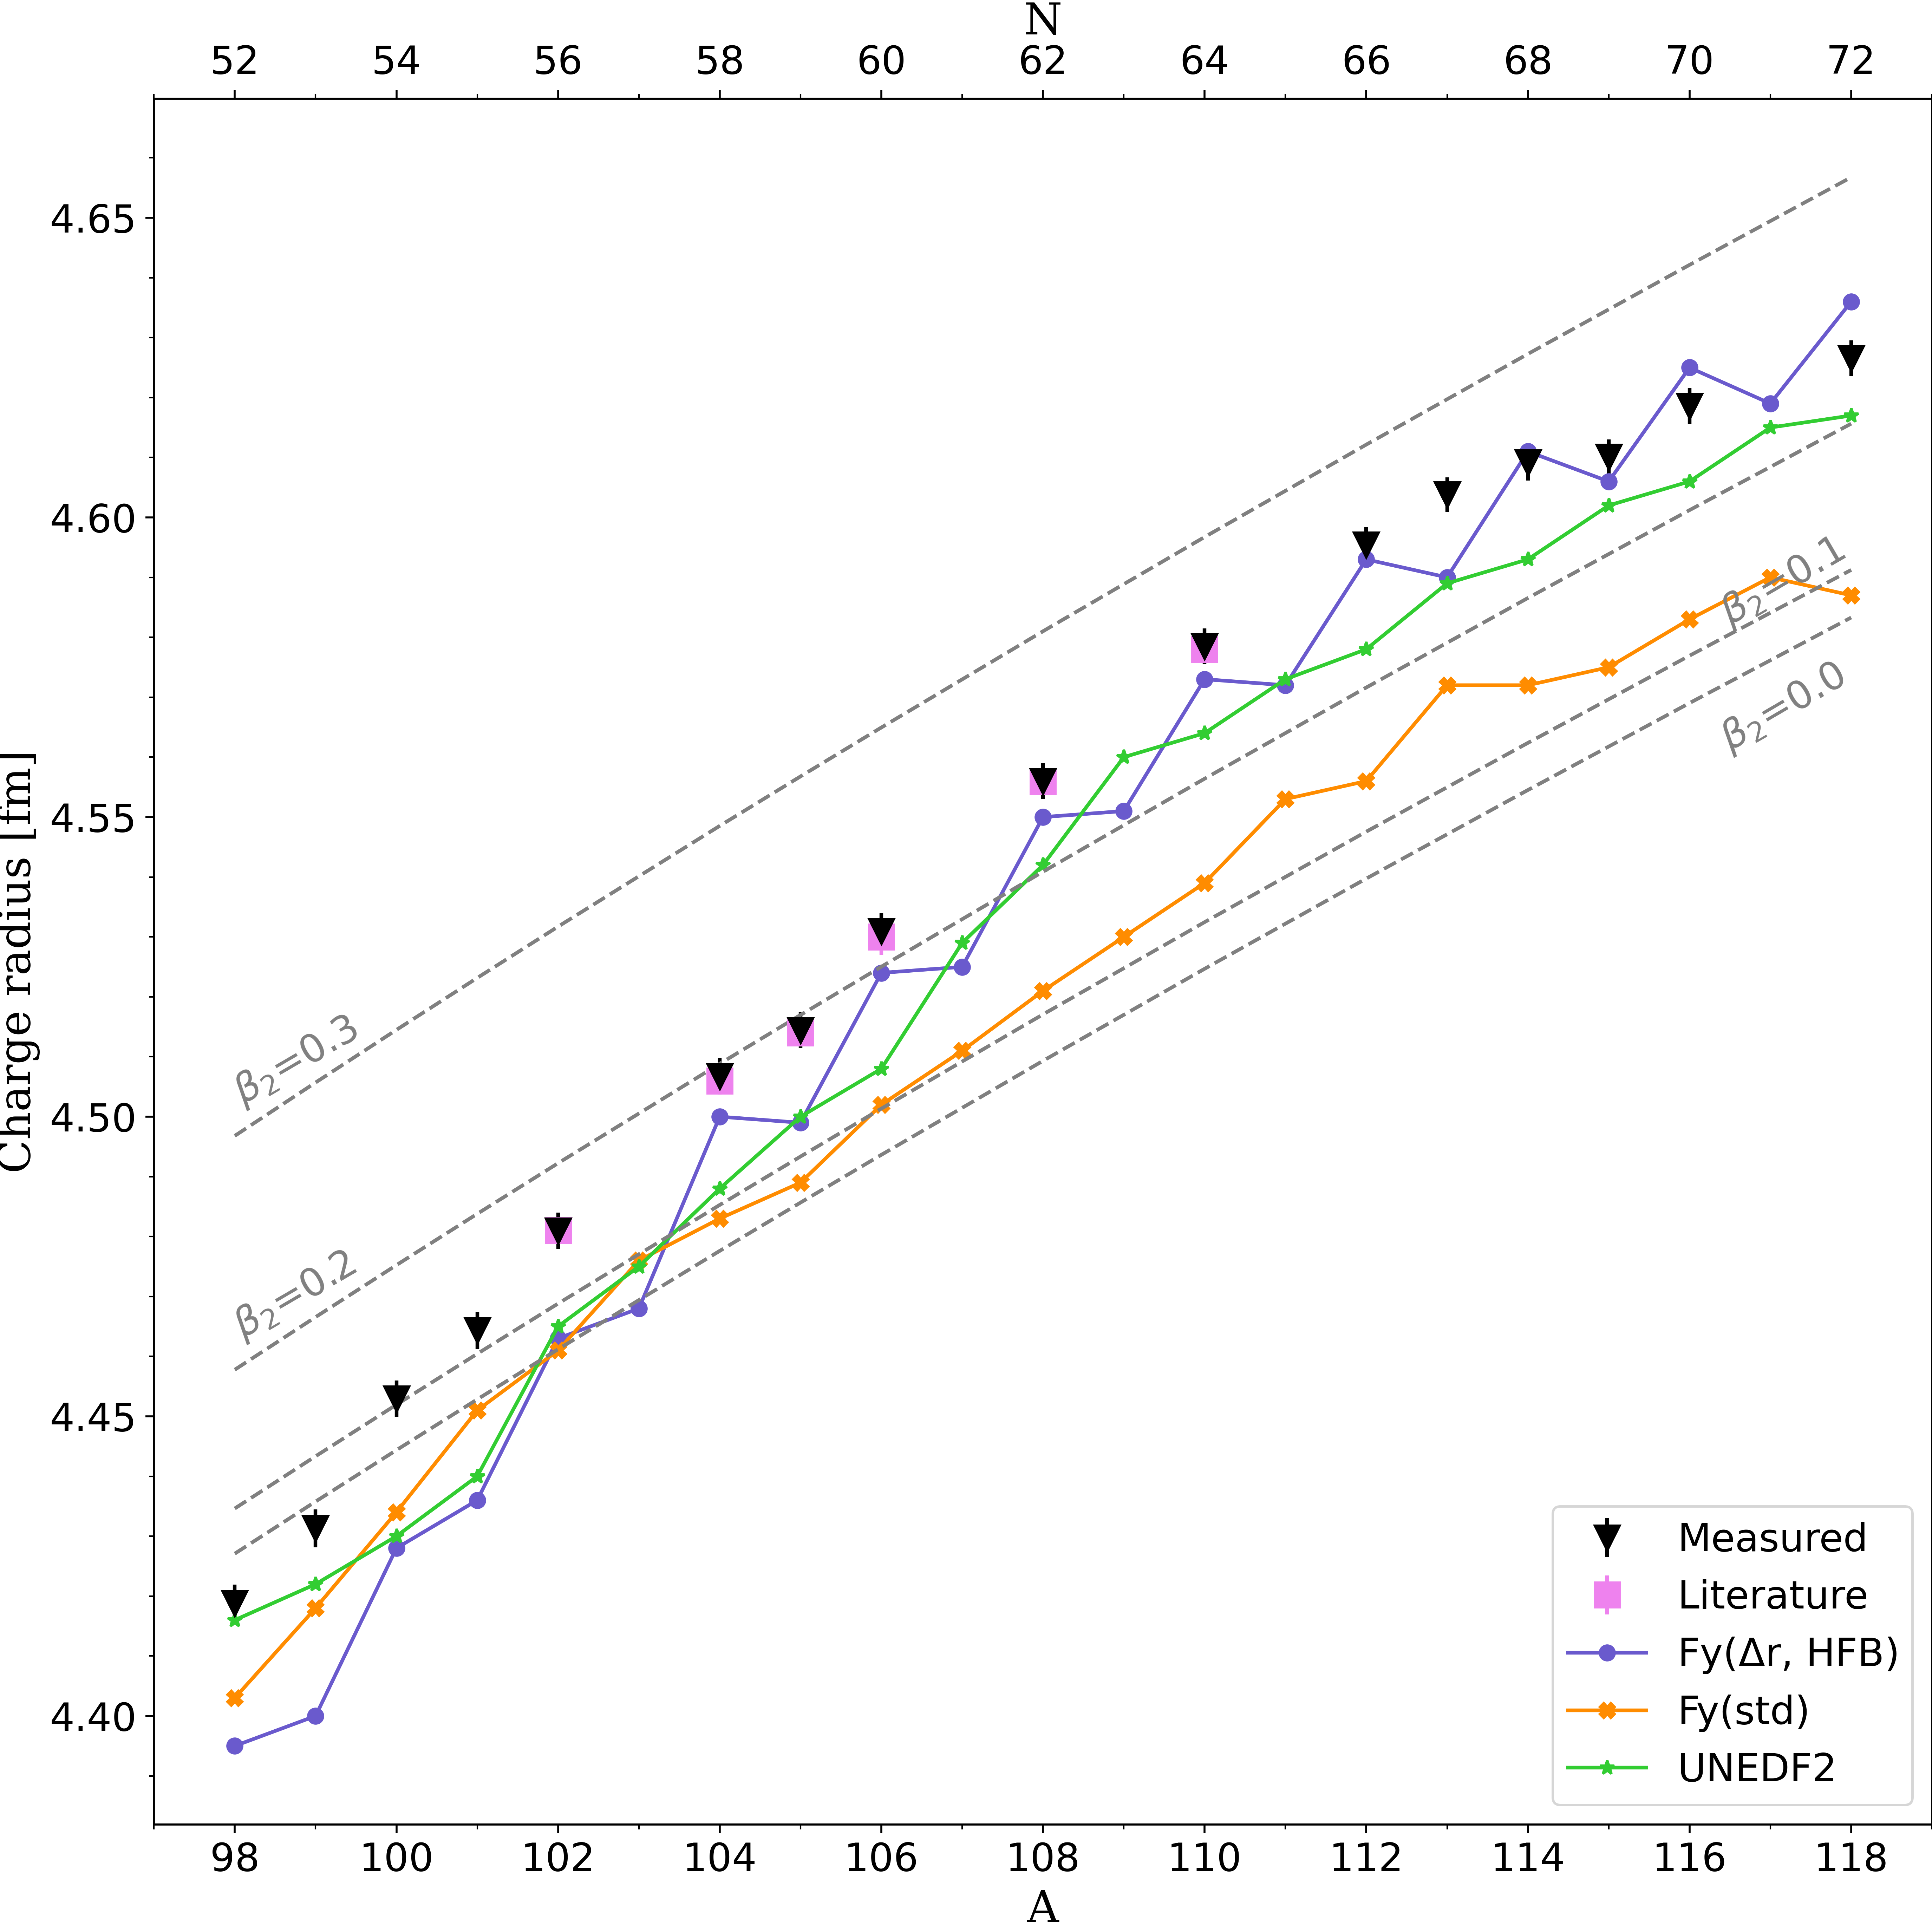 N
52 54 56 58 60 62 64 66 68 70 72
4.65
4.60
4.55
4.50
4.45
4.40
Charge radius [fm]
β₂=0.3
β₂=0.2
β₂=0.1
β₂=0.0
Measured
Literature
Fy(Δr, HFB)
Fy(std)
UNEDF2
98 100 102 104 106 108 110 112 114 116 118
A